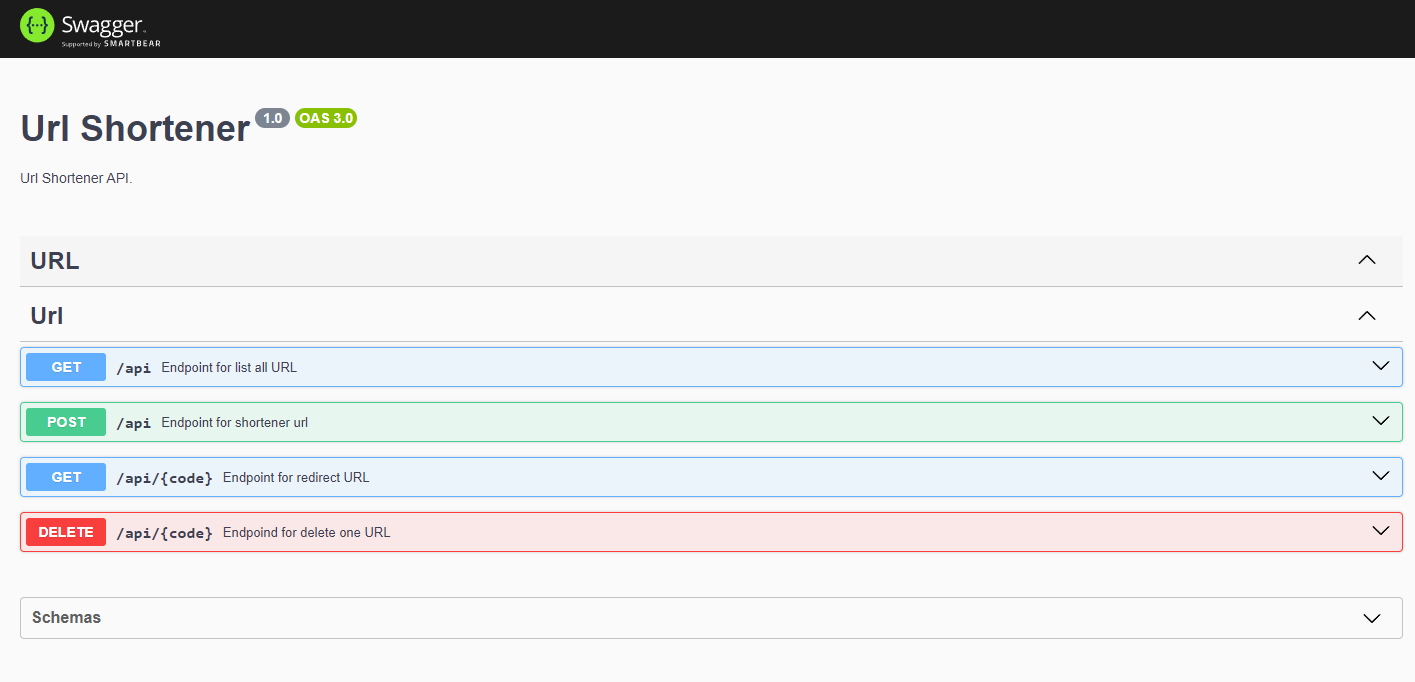 {···} Swagger.
Supported by SMARTBEAR
Url Shortener 1.0 OAS 3.0
Url Shortener API.
URL
Url
GET /api Endpoint for list all URL
POST /api Endpoint for shortener url
GET /api/{code} Endpoint for redirect URL
DELETE /api/{code} Endpoind for delete one URL
Schemas